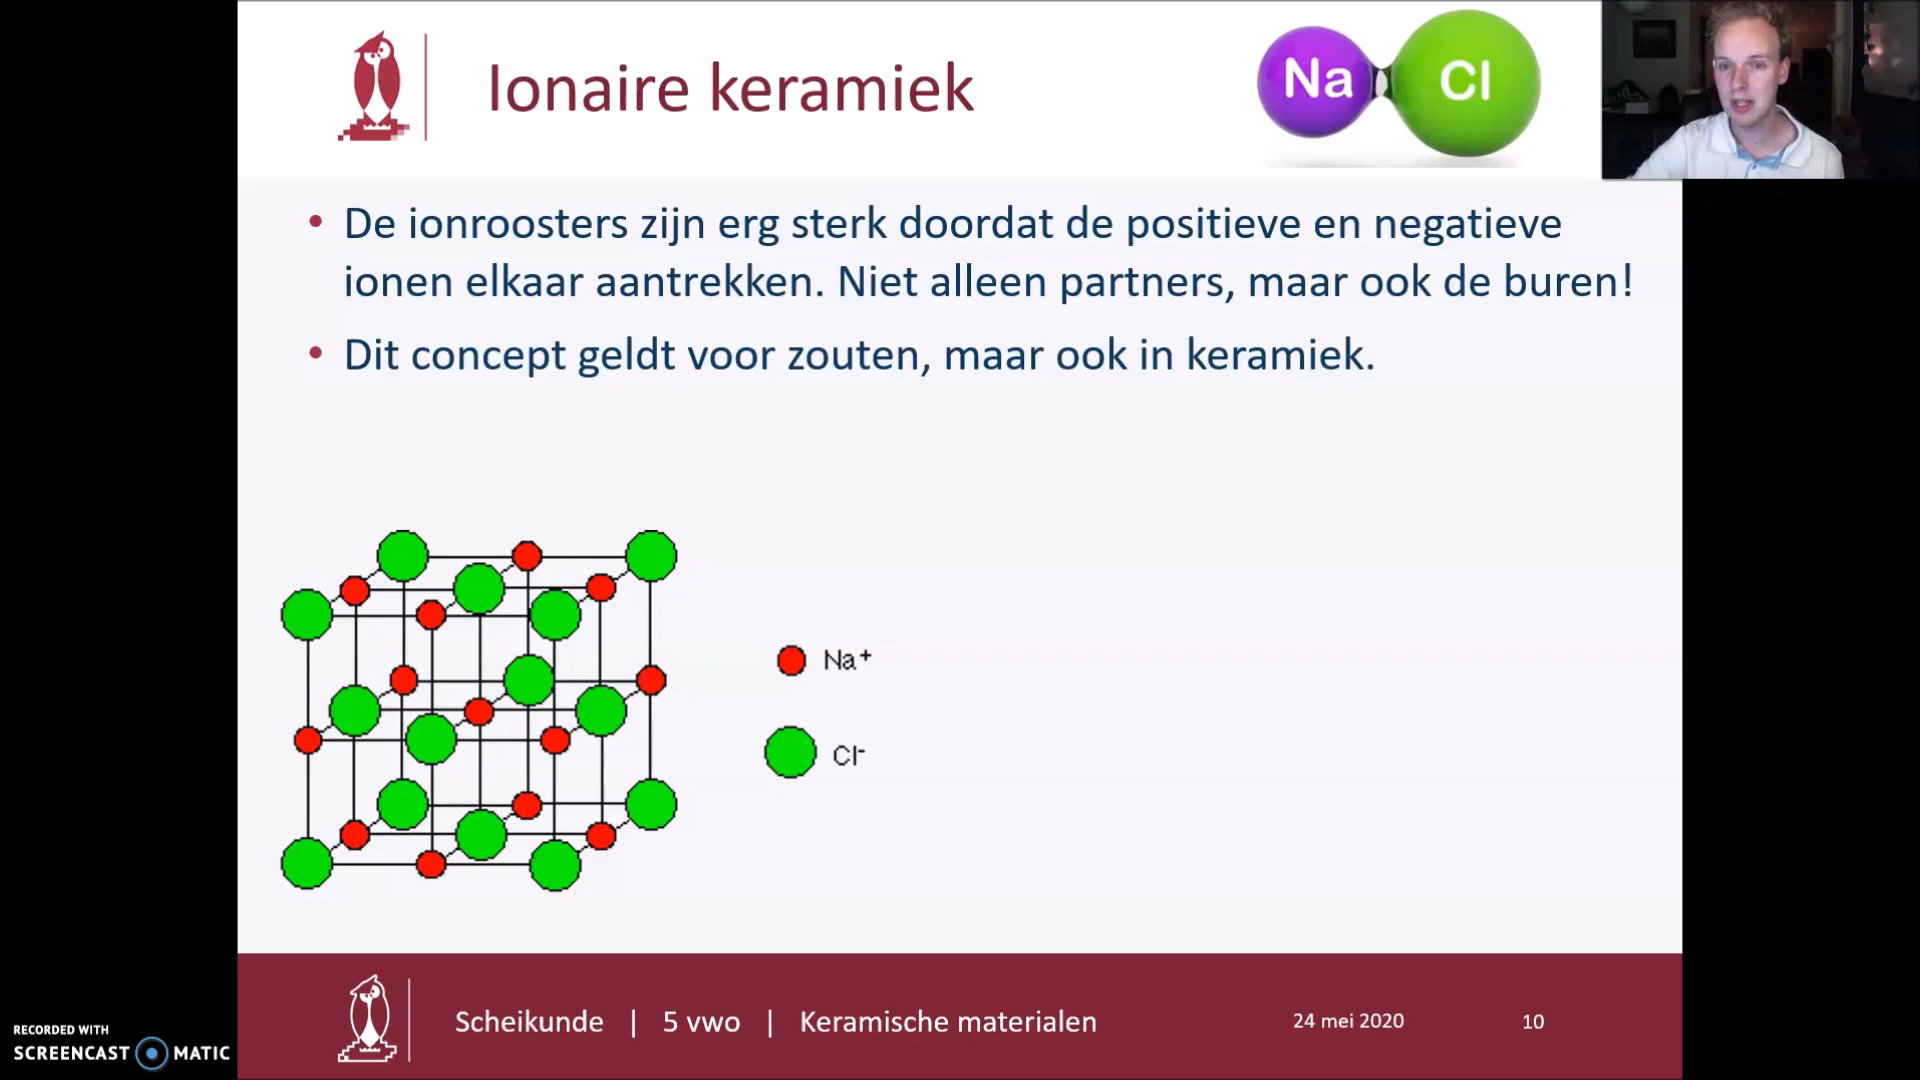 Ionaire keramiek
Na Cl
• De ionroosters zijn erg sterk doordat de positieve en negatieve
ionen elkaar aantrekken. Niet alleen partners, maar ook de buren!
• Dit concept geldt voor zouten, maar ook in keramiek.
Na⁺
Cl⁻
Scheikunde | 5 vwo | Keramische materialen 24 mei 2020 10
RECORDED WITH
SCREENCAST MATIC